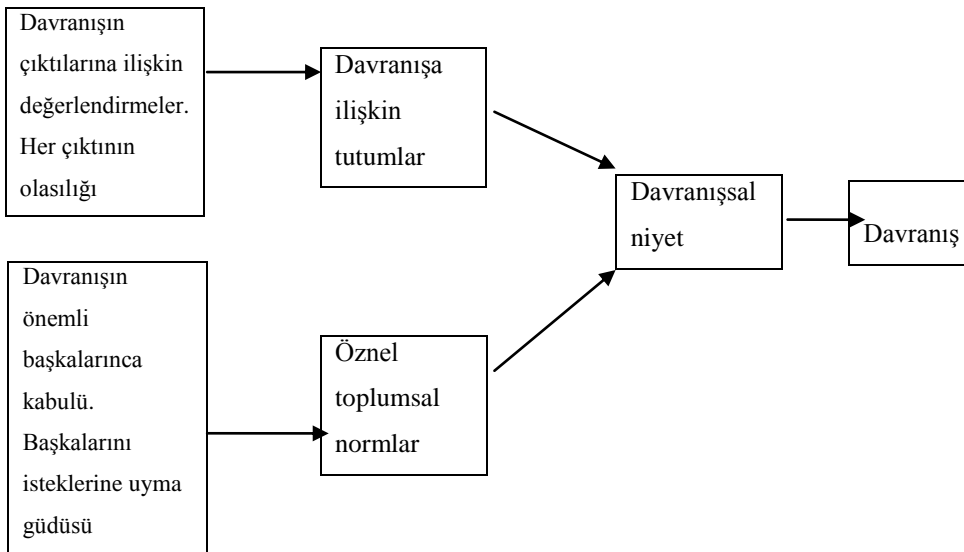 Davranışın
çıktılarına ilişkin
değerlendirmeler.
Her çıktının
olasılığı
Davranışa
ilişkin
tutumlar
Davranışsal
niyet
Davranış
Davranışın
önemli
başkalarınca
kabulü.
Başkalarını
isteklerine uyma
güdüsü
Öznel
toplumsal
normlar